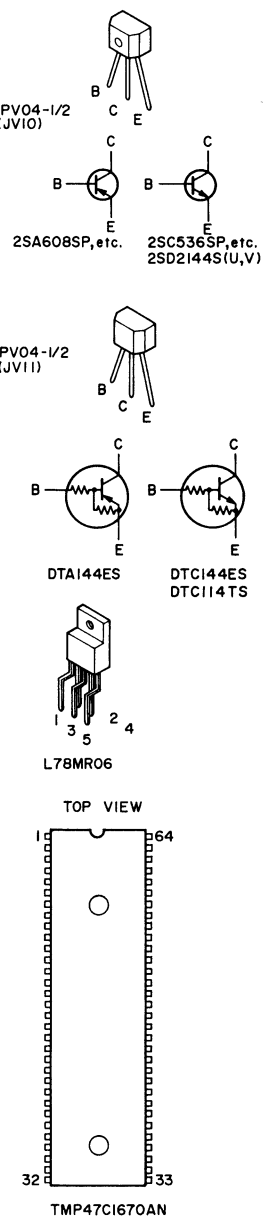 B
C E
PV04-1/2
(JV10)
C C
B B
E E
2SA608SP,etc. 2SC536SP,etc.
2SD2144S(U,V)
PV04-1/2
(JV11)
B
C E
C C
B B
E E
DTA144ES DTC144ES
DTC114TS
1 3 5 2 4
L78MR06
TOP VIEW
1 64
32 33
TMP47C1670AN